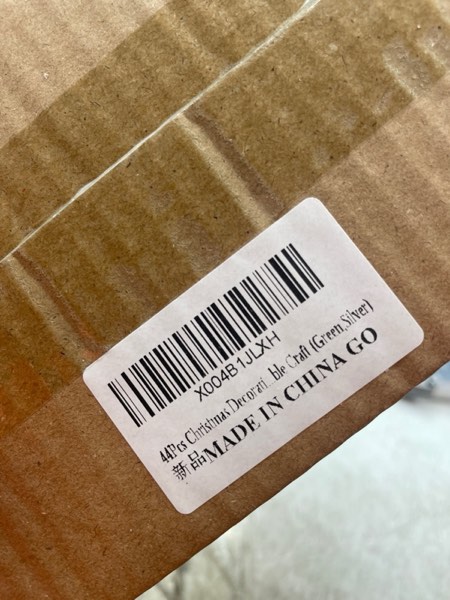 X004B1JLXH
44Pcs Christmas Decorati...ble Craft (Green,Silver)
新品MADE IN CHINA GO